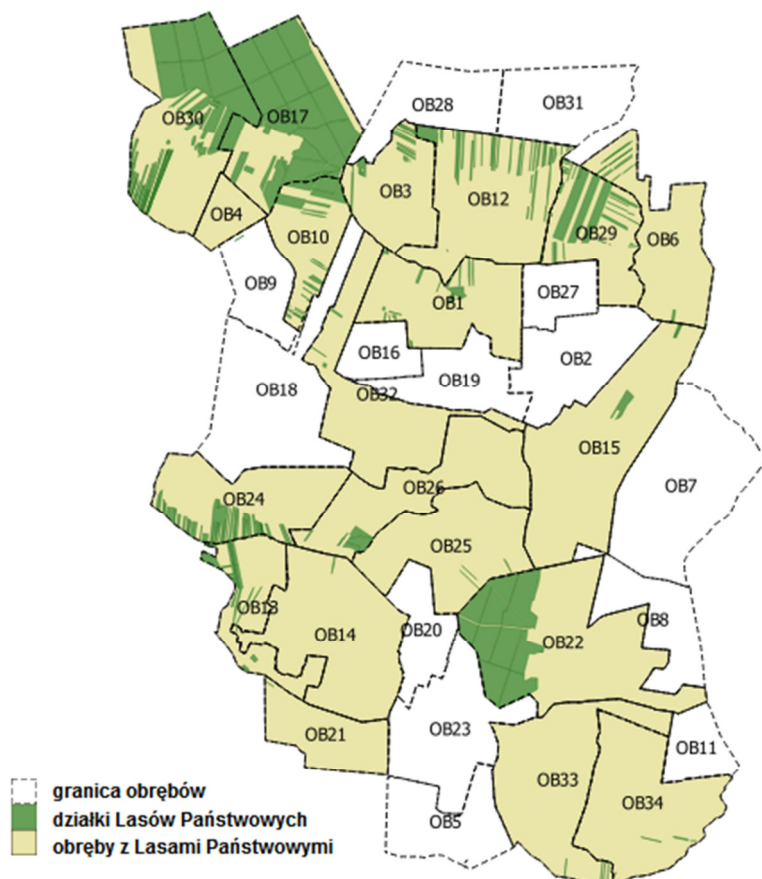 OB28
OB31
OB30
OB17
OB3
OB12
OB4
OB10
OB29
OB6
OB9
OB1
OB27
OB16
OB2
OB18
OB32
OB19
OB15
OB7
OB24
OB26
OB25
OB13
OB14
OB20
OB22
OB8
OB21
OB23
OB11
OB33
OB34
OB5
granica obrębów
działki Lasów Państwowych
obręby z Lasami Państwowymi